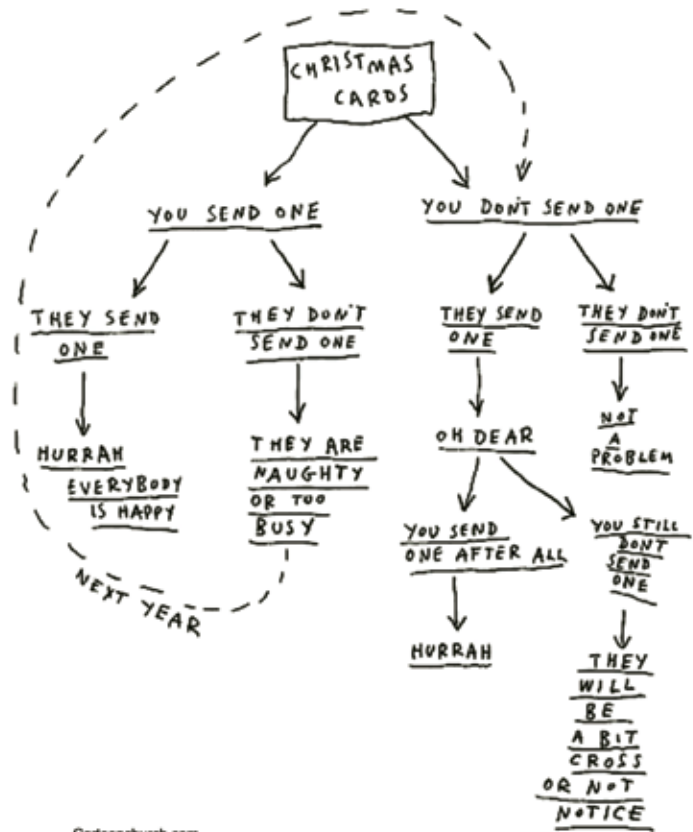 CHRISTMAS
CARDS
YOU SEND ONE
YOU DON'T SEND ONE
THEY SEND
ONE
THEY DON'T
SEND ONE
THEY SEND
ONE
THEY DON'T
SEND ONE
HURRAH
EVERYBODY
IS HAPPY
THEY ARE
NAUGHTY
OR TOO
BUSY
OH DEAR
NOT
A
PROBLEM
YOU SEND
ONE AFTER ALL
YOU STILL
DONT
SEND
ONE
NEXT YEAR
HURRAH
THEY
WILL
BE
A BIT
CROSS
OR NOT
NOTICE